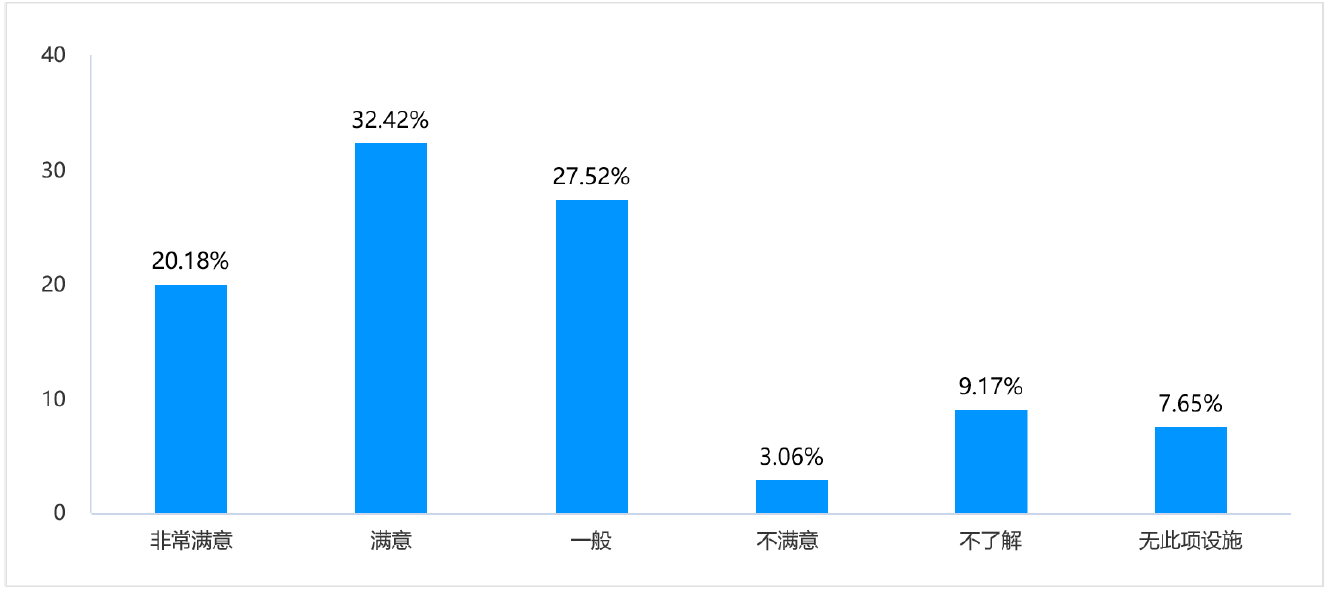 40
30
20
10
0
20.18%
32.42%
27.52%
3.06%
9.17%
7.65%
非常满意
满意
一般
不满意
不了解
无此项设施